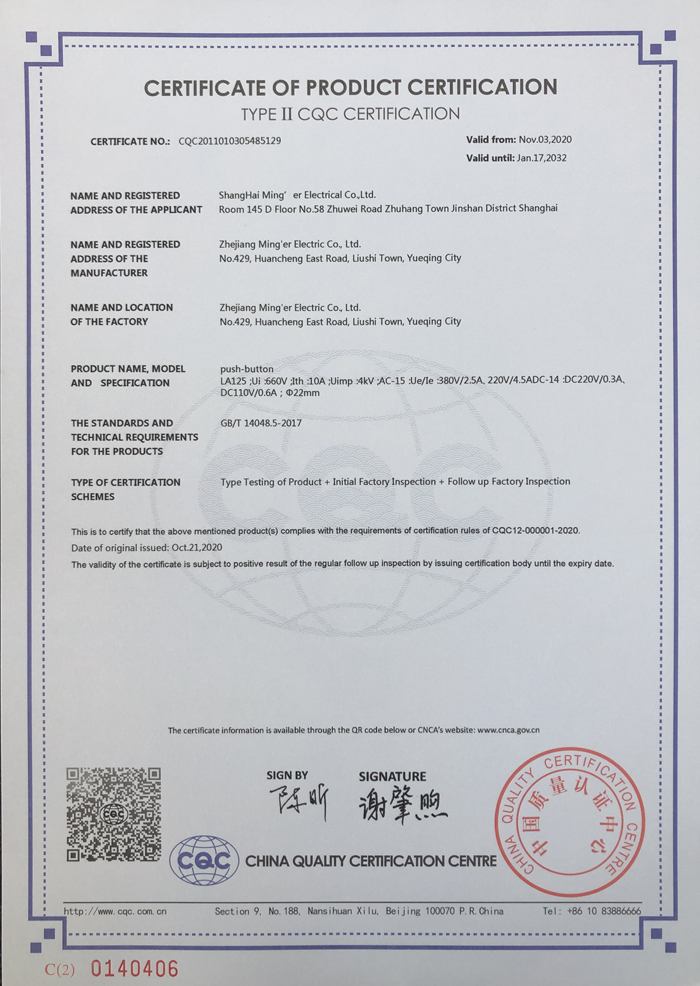 CERTIFICATE OF PRODUCT CERTIFICATION
TYPE II CQC CERTIFICATION
CERTIFICATE NO.: CQC2011010305485129
Valid from: Nov.03,2020
Valid until: Jan.17,2032
NAME AND REGISTERED
ADDRESS OF THE APPLICANT
ShangHai Ming' er Electrical Co.,Ltd.
Room 145 D Floor No.58 Zhuwei Road Zhuhang Town Jinshan District Shanghai
NAME AND REGISTERED
ADDRESS OF THE
MANUFACTURER
Zhejiang Ming'er Electric Co., Ltd.
No.429, Huancheng East Road, Liushi Town, Yueqing City
NAME AND LOCATION
OF THE FACTORY
Zhejiang Ming'er Electric Co., Ltd.
No.429, Huancheng East Road, Liushi Town, Yueqing City
PRODUCT NAME, MODEL
AND SPECIFICATION
push-button
LA125 ;Ui :660V ;Ith :10A ;Uimp :4kV ;AC-15 :Ue/Ie :380V/2.5A, 220V/4.5ADC-14 :DC220V/0.3A,
DC110V/0.6A ; Φ22mm
THE STANDARDS AND
TECHNICAL REQUIREMENTS
FOR THE PRODUCTS
GB/T 14048.5-2017
TYPE OF CERTIFICATION
SCHEMES
Type Testing of Product + Initial Factory Inspection + Follow up Factory Inspection
CQC
This is to certify that the above mentioned product(s) complies with the requirements of certification rules of CQC12-000001-2020.
Date of original issued: Oct.21,2020
The validity of the certificate is subject to positive result of the regular follow up inspection by issuing certification body until the expiry date.
The certificate information is available through the QR code below or CNCA's website: www.cnca.gov.cn
CQC
SIGN BY
陈昕
SIGNATURE
谢肇煦
CQC
CHINA QUALITY CERTIFICATION CENTRE
CHINA QUALITY CERTIFICATION CENTRE
中国质量认证中心
http://www.cqc.com.cn
Section 9, No.188, Nansihuan Xilu, Beijing 100070 P.R.China
Tel: +86 10 83886666
C(2) 0140406